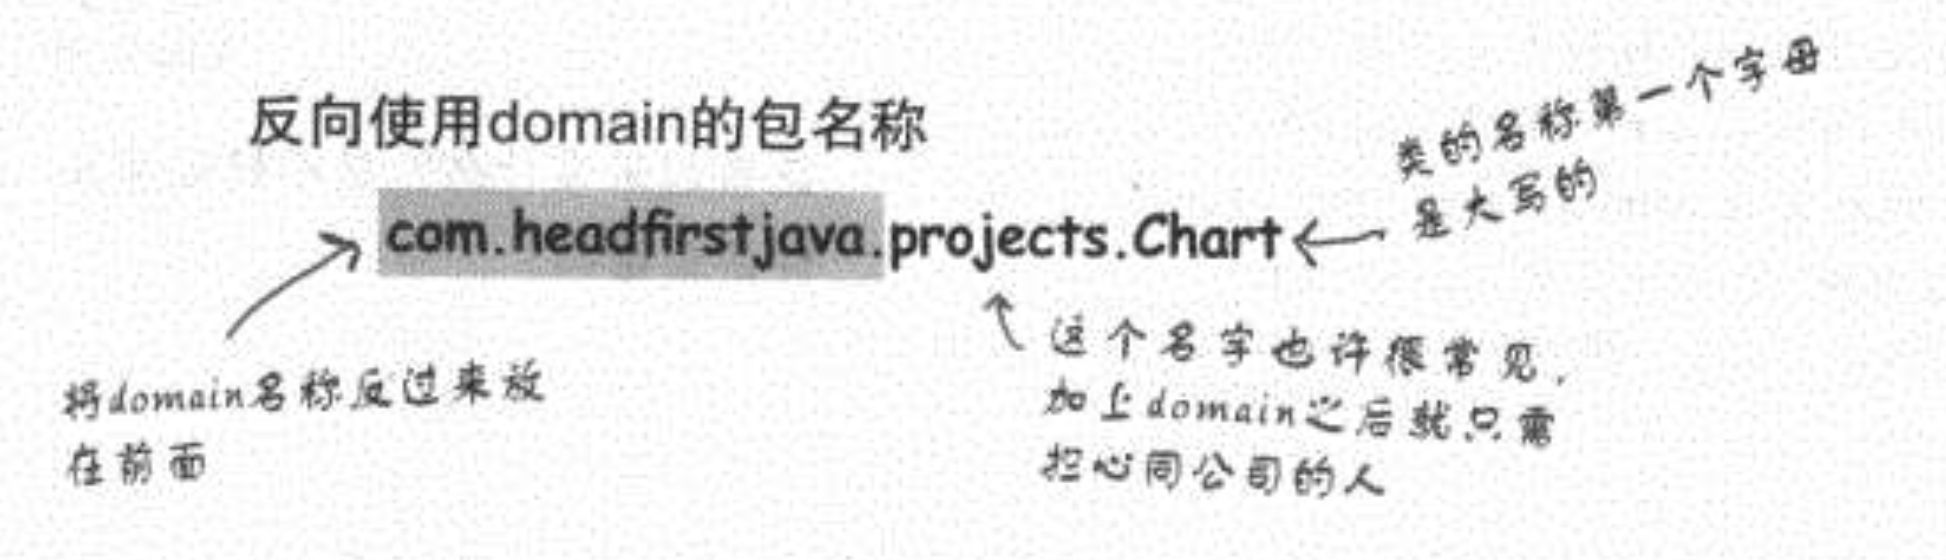 反向使用domain的包名称
类的名称第一个字母
是大写的
com.headfirstjava.projects.Chart
将domain名称反过来放
在前面
这个名字也许很常见,
加上domain之后就只需
担心同公司的人